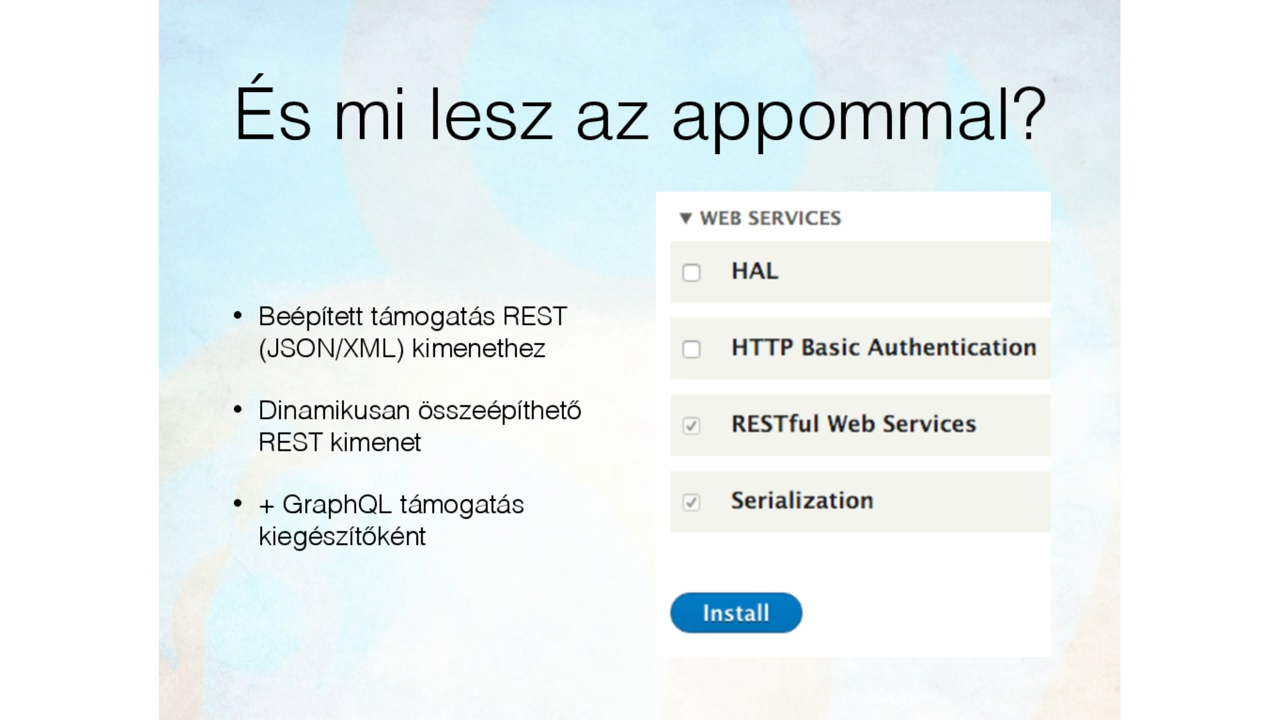 És mi lesz az appommal?
• Beépített támogatás REST
(JSON/XML) kimenethez
• Dinamikusan összeépíthető
REST kimenet
• + GraphQL támogatás
kiegészítőként
▼ WEB SERVICES
HAL
HTTP Basic Authentication
RESTful Web Services
Serialization
Install